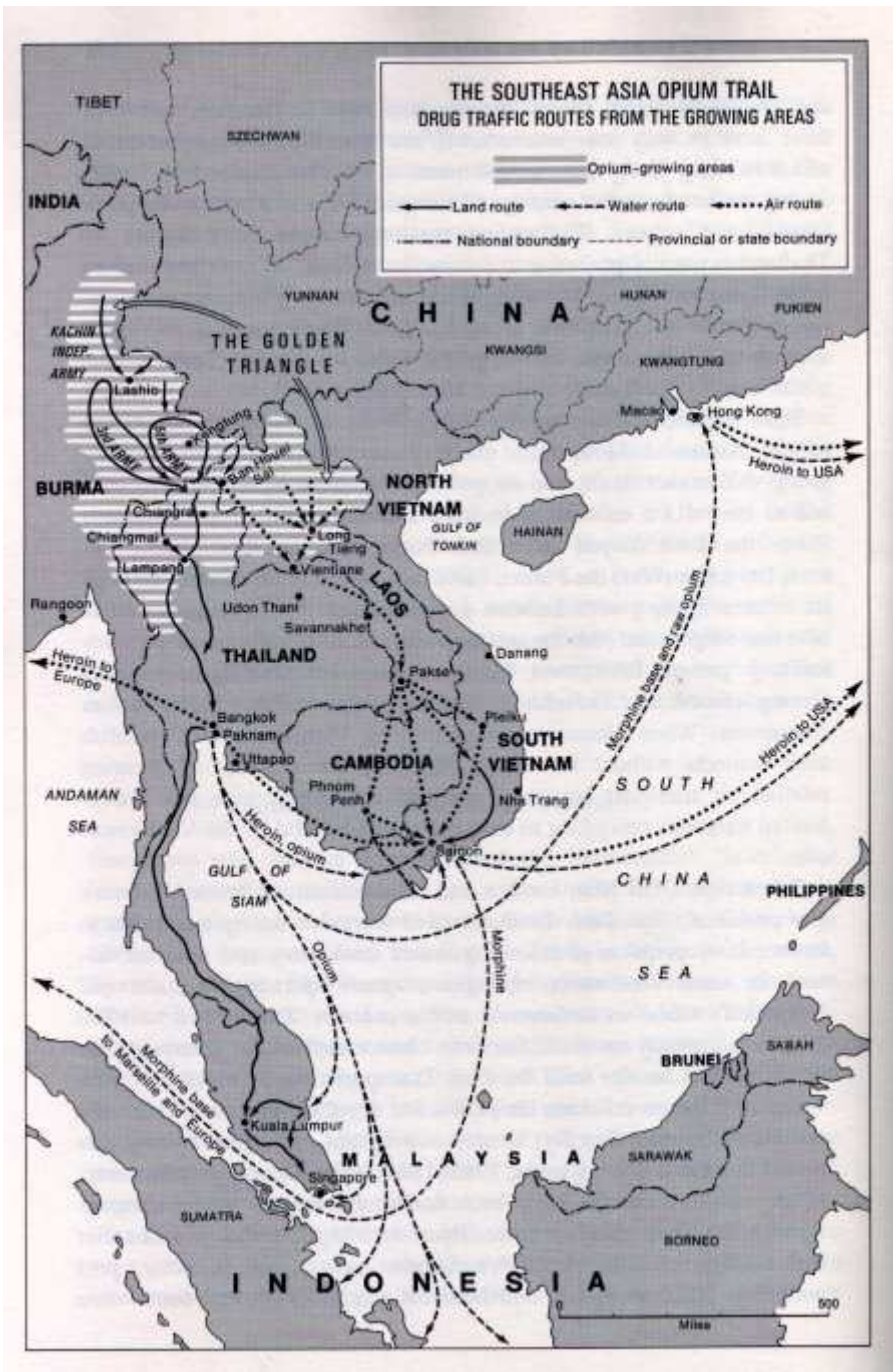 THE SOUTHEAST ASIA OPIUM TRAIL
DRUG TRAFFIC ROUTES FROM THE GROWING AREAS
Opium-growing areas
Land route
Water route
Air route
National boundary
Provincial or state boundary
TIBET
SZECHWAN
INDIA
YUNNAN
CHINA
HUNAN
FUKIEN
KWANGSI
KWANGTUNG
KACHIN
INDEP.
ARMY
THE GOLDEN
TRIANGLE
Lashio
3rd ARMY
5th ARMY
Kengtung
Ban Houei
Sai
Macao
Hong Kong
Heroin to USA
BURMA
NORTH
VIETNAM
GULF OF
TONKIN
HAINAN
Chiangrai
Chiangmai
Long
Tieng
Lampang
Vientiane
LAOS
Rangoon
Udon Thani
Savannakhet
THAILAND
Danang
Heroin to
Europe
Pakse
Morphine base and raw opium
Bangkok
Paknam
Pleiku
Uttapao
CAMBODIA
SOUTH
VIETNAM
Heroin to USA
ANDAMAN
SEA
Phnom
Penh
Nha Trang
SOUTH
Heroin, opium
Saigon
GULF OF
SIAM
CHINA
PHILIPPINES
Opium
Morphine
SEA
Morphine base
to Marseille and Europe
BRUNEI
SABAH
Kuala Lumpur
MALAYSIA
SARAWAK
Singapore
SUMATRA
BORNEO
INDONESIA
0 500
Miles